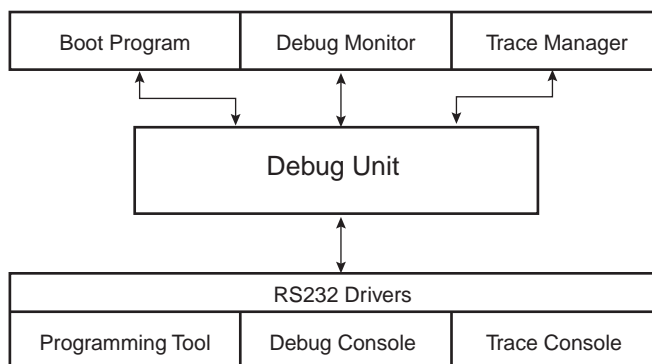 Boot Program
Debug Monitor
Trace Manager
Debug Unit
RS232 Drivers
Programming Tool
Debug Console
Trace Console